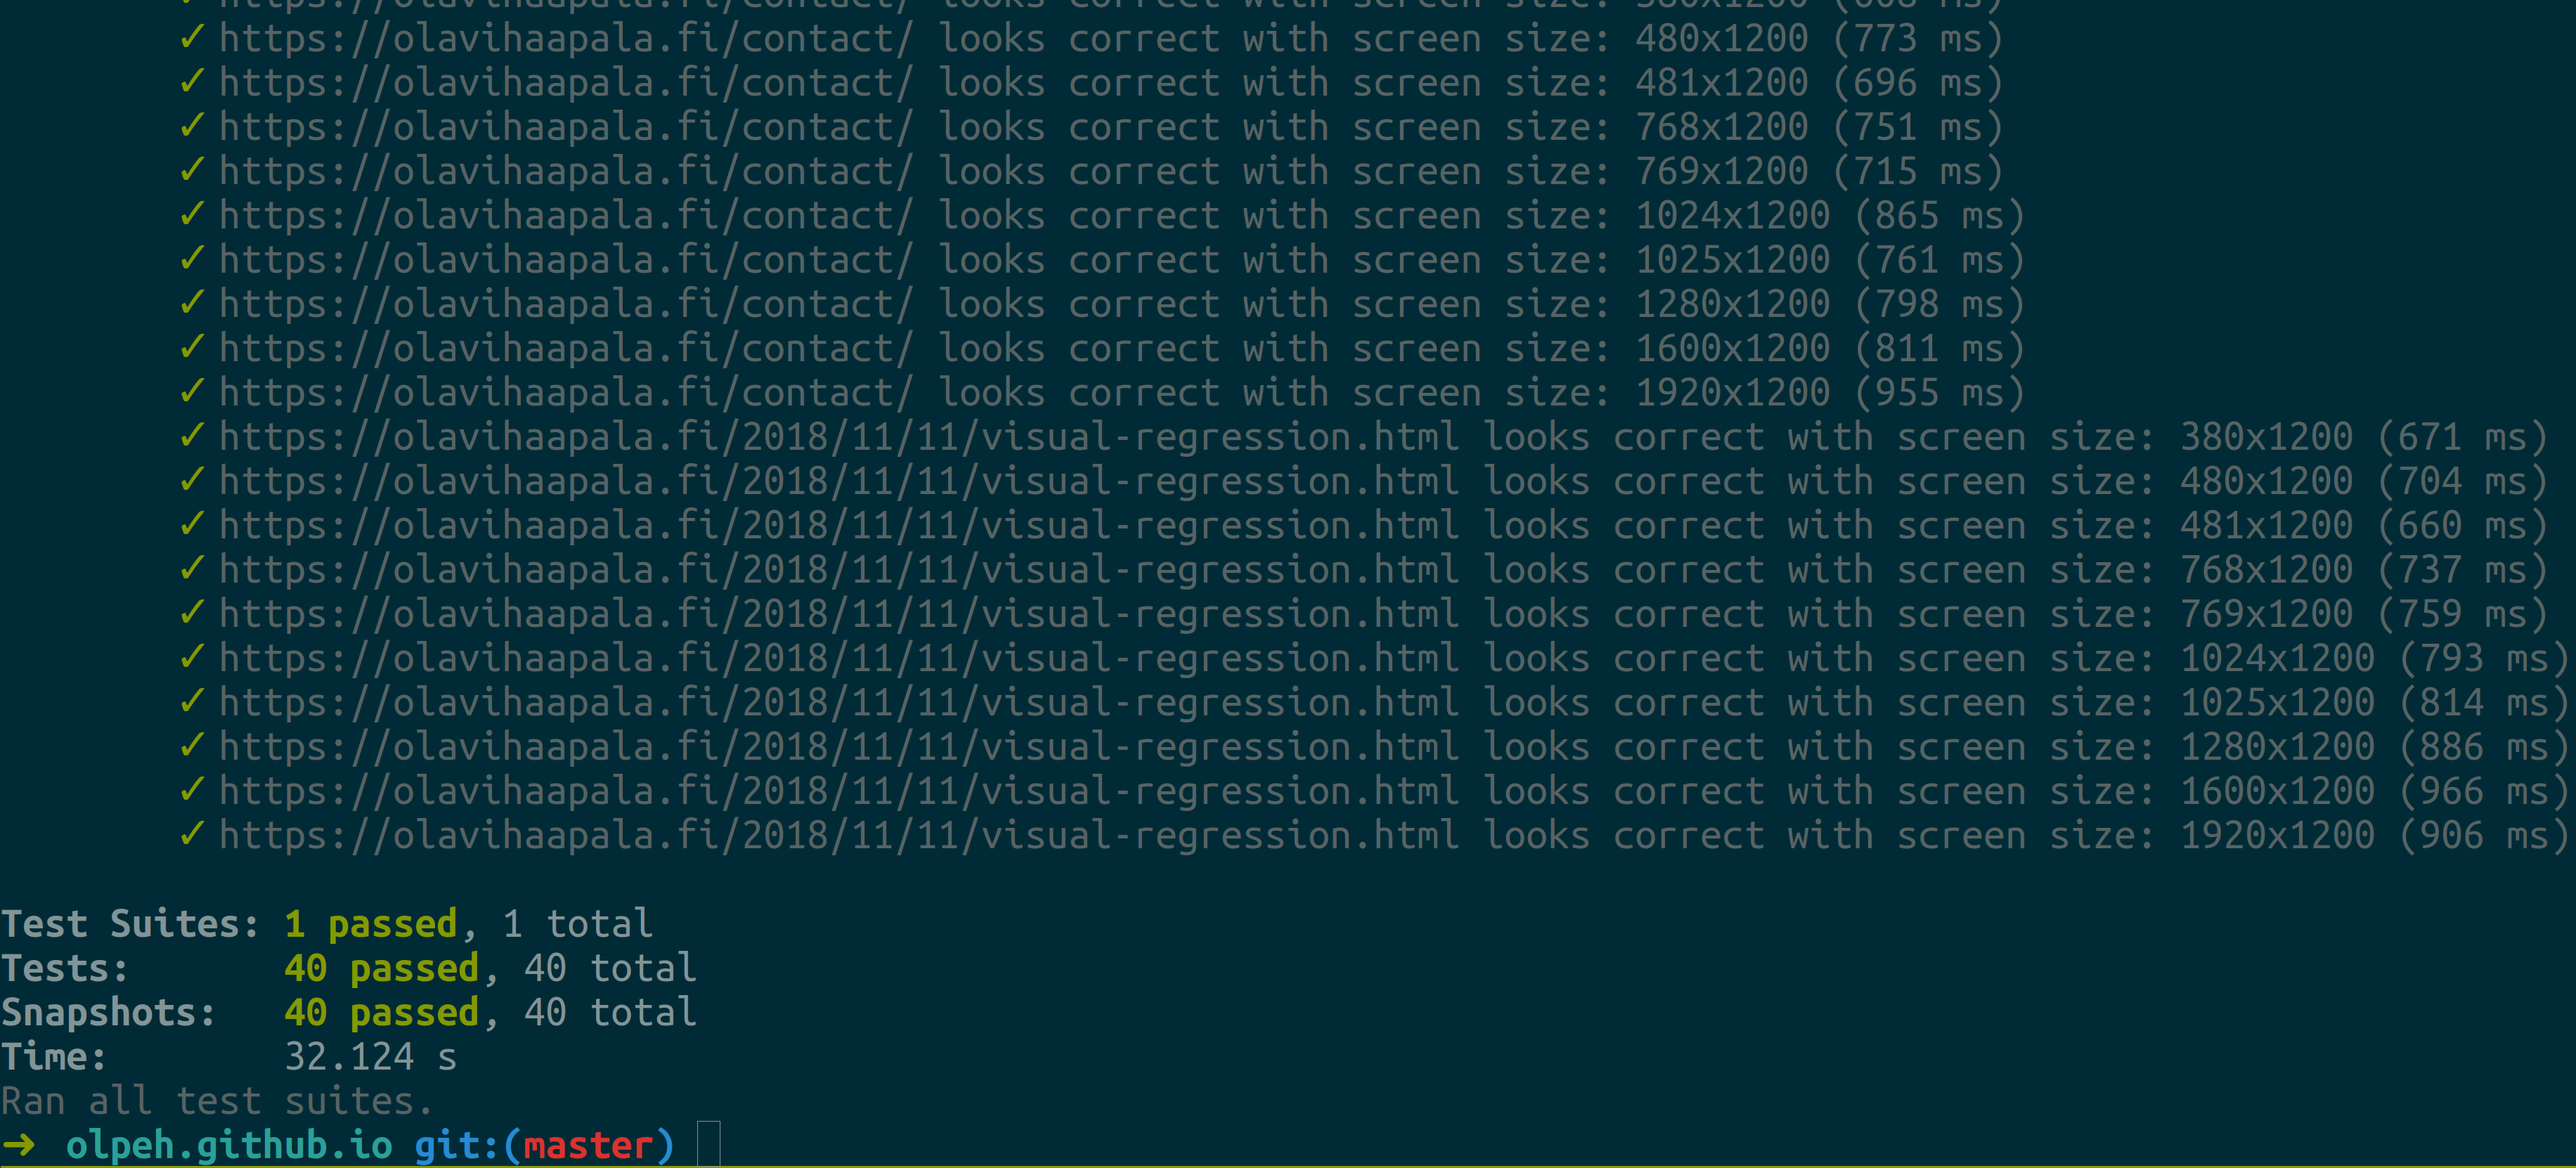 ✓ https://olavihaapala.fi/contact/ looks correct with screen size: 380x1200 (608 ms)
✓ https://olavihaapala.fi/contact/ looks correct with screen size: 480x1200 (773 ms)
✓ https://olavihaapala.fi/contact/ looks correct with screen size: 481x1200 (696 ms)
✓ https://olavihaapala.fi/contact/ looks correct with screen size: 768x1200 (751 ms)
✓ https://olavihaapala.fi/contact/ looks correct with screen size: 769x1200 (715 ms)
✓ https://olavihaapala.fi/contact/ looks correct with screen size: 1024x1200 (865 ms)
✓ https://olavihaapala.fi/contact/ looks correct with screen size: 1025x1200 (761 ms)
✓ https://olavihaapala.fi/contact/ looks correct with screen size: 1280x1200 (798 ms)
✓ https://olavihaapala.fi/contact/ looks correct with screen size: 1600x1200 (811 ms)
✓ https://olavihaapala.fi/contact/ looks correct with screen size: 1920x1200 (955 ms)
✓ https://olavihaapala.fi/2018/11/11/visual-regression.html looks correct with screen size: 380x1200 (671 ms)
✓ https://olavihaapala.fi/2018/11/11/visual-regression.html looks correct with screen size: 480x1200 (704 ms)
✓ https://olavihaapala.fi/2018/11/11/visual-regression.html looks correct with screen size: 481x1200 (660 ms)
✓ https://olavihaapala.fi/2018/11/11/visual-regression.html looks correct with screen size: 768x1200 (737 ms)
✓ https://olavihaapala.fi/2018/11/11/visual-regression.html looks correct with screen size: 769x1200 (759 ms)
✓ https://olavihaapala.fi/2018/11/11/visual-regression.html looks correct with screen size: 1024x1200 (793 ms)
✓ https://olavihaapala.fi/2018/11/11/visual-regression.html looks correct with screen size: 1025x1200 (814 ms)
✓ https://olavihaapala.fi/2018/11/11/visual-regression.html looks correct with screen size: 1280x1200 (886 ms)
✓ https://olavihaapala.fi/2018/11/11/visual-regression.html looks correct with screen size: 1600x1200 (966 ms)
✓ https://olavihaapala.fi/2018/11/11/visual-regression.html looks correct with screen size: 1920x1200 (906 ms)
Test Suites: 1 passed, 1 total
Tests: 40 passed, 40 total
Snapshots: 40 passed, 40 total
Time: 32.124 s
Ran all test suites.
➜ olpeh.github.io git:(master)